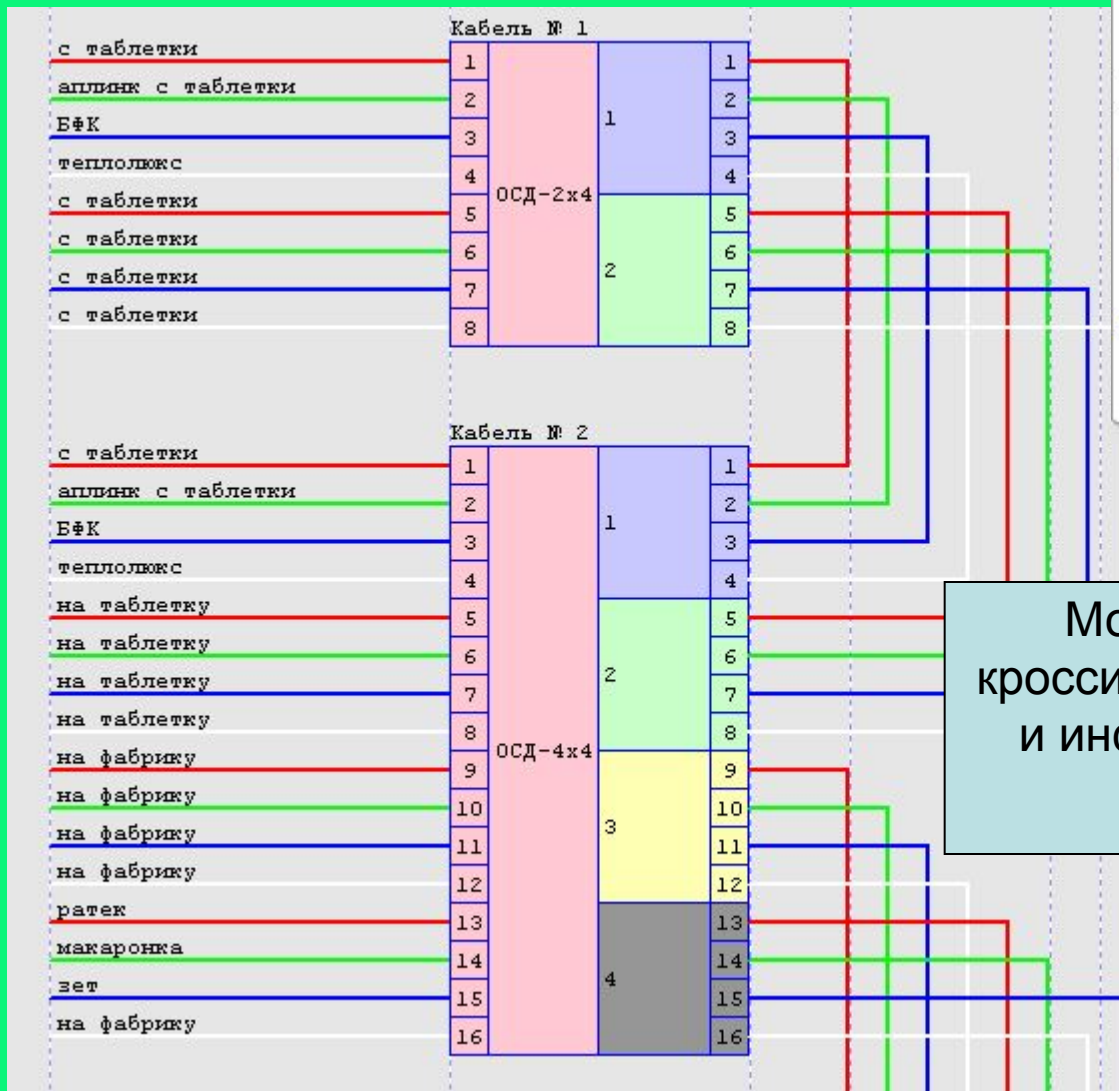 Кабель № 1
с таблетки
1
1
аплинк с таблетки
2
2
БФК
3
1
3
теплолюкс
4
4
с таблетки
5
ОСД-2х4
5
с таблетки
6
6
с таблетки
7
2
7
с таблетки
8
8
Кабель № 2
с таблетки
1
1
аплинк с таблетки
2
2
БФК
3
1
3
теплолюкс
4
4
на таблетку
5
5
на таблетку
6
6
на таблетку
7
2
7
на таблетку
8
8
на фабрику
9
ОСД-4х4
9
на фабрику
10
10
на фабрику
11
3
11
на фабрику
12
12
ратек
13
13
макаронка
14
14
зет
15
4
15
на фабрику
16
16